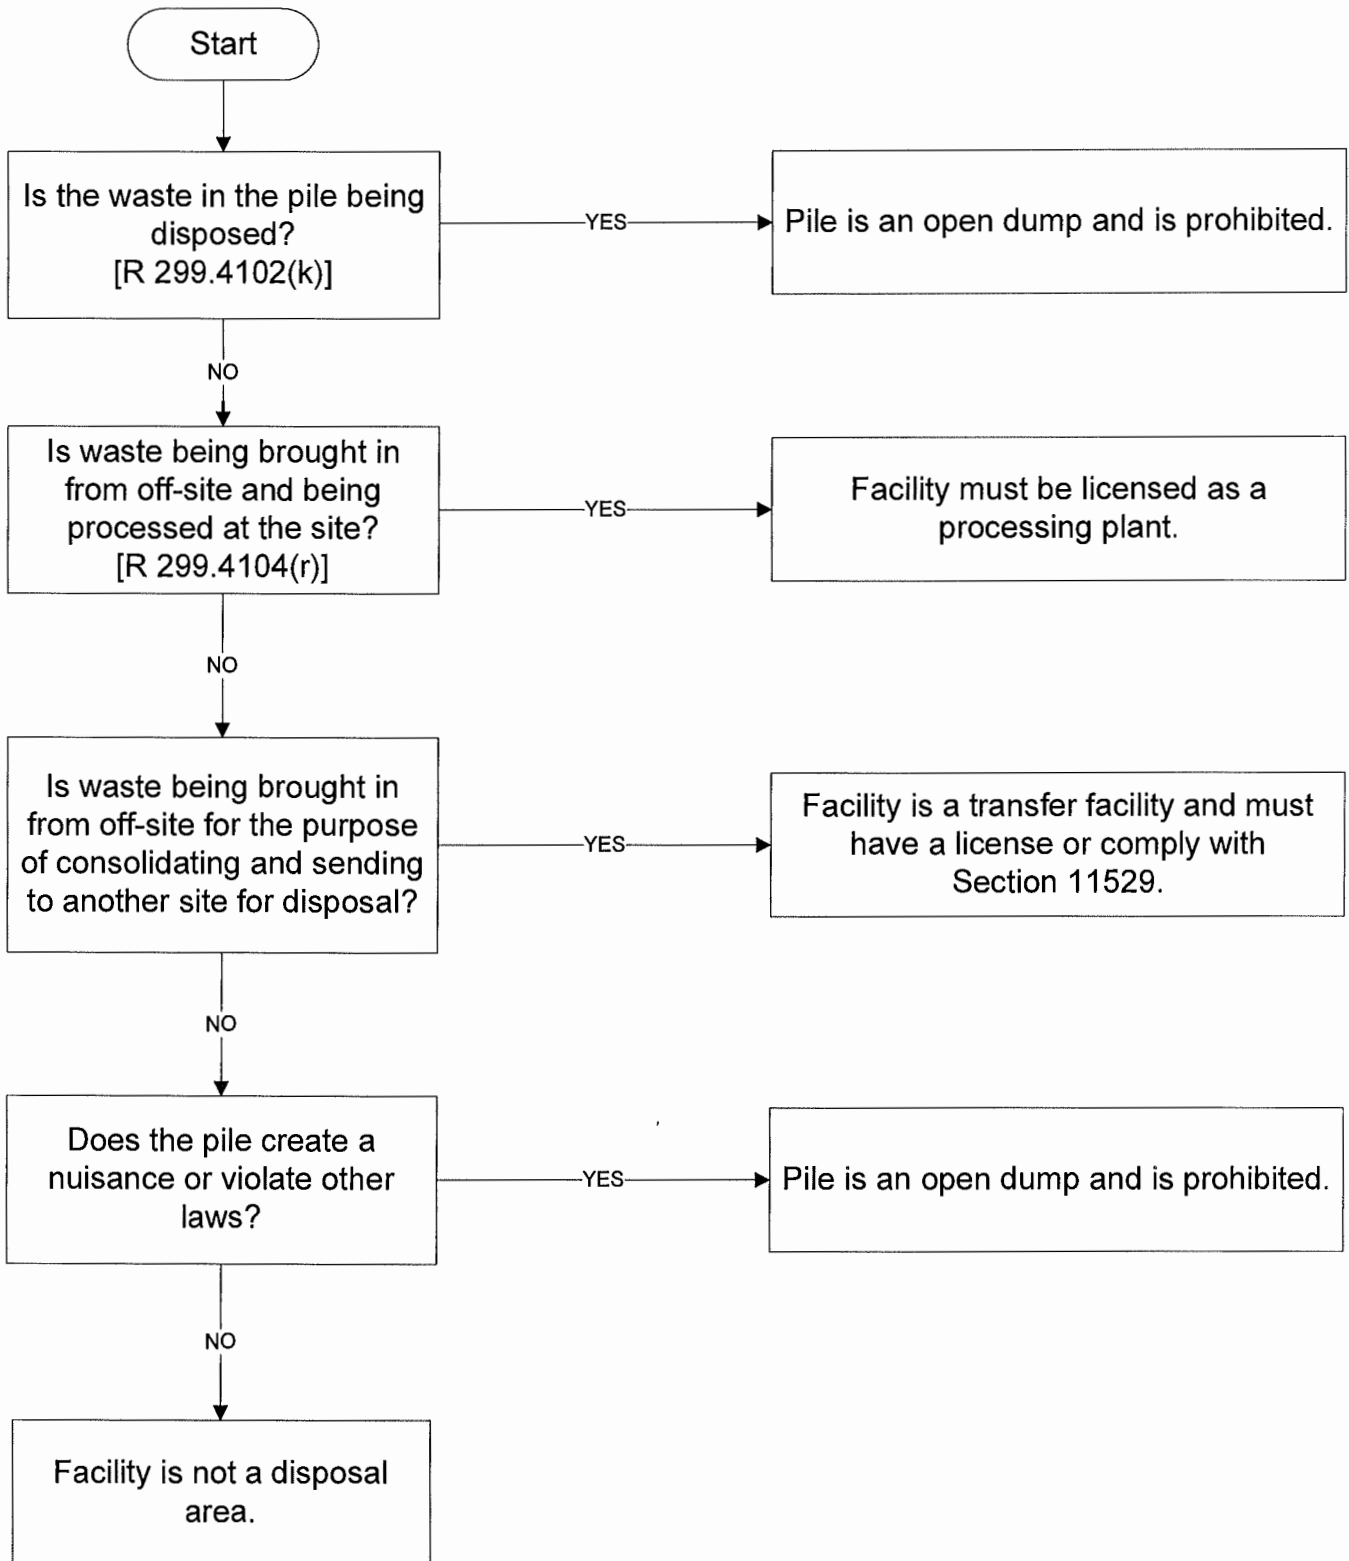 Start
Is the waste in the pile being
disposed?
[R 299.4102(k)]
YES
Pile is an open dump and is prohibited.
NO
Is waste being brought in
from off-site and being
processed at the site?
[R 299.4104(r)]
YES
Facility must be licensed as a
processing plant.
NO
Is waste being brought in
from off-site for the purpose
of consolidating and sending
to another site for disposal?
YES
Facility is a transfer facility and must
have a license or comply with
Section 11529.
NO
Does the pile create a
nuisance or violate other
laws?
YES
Pile is an open dump and is prohibited.
NO
Facility is not a disposal
area.